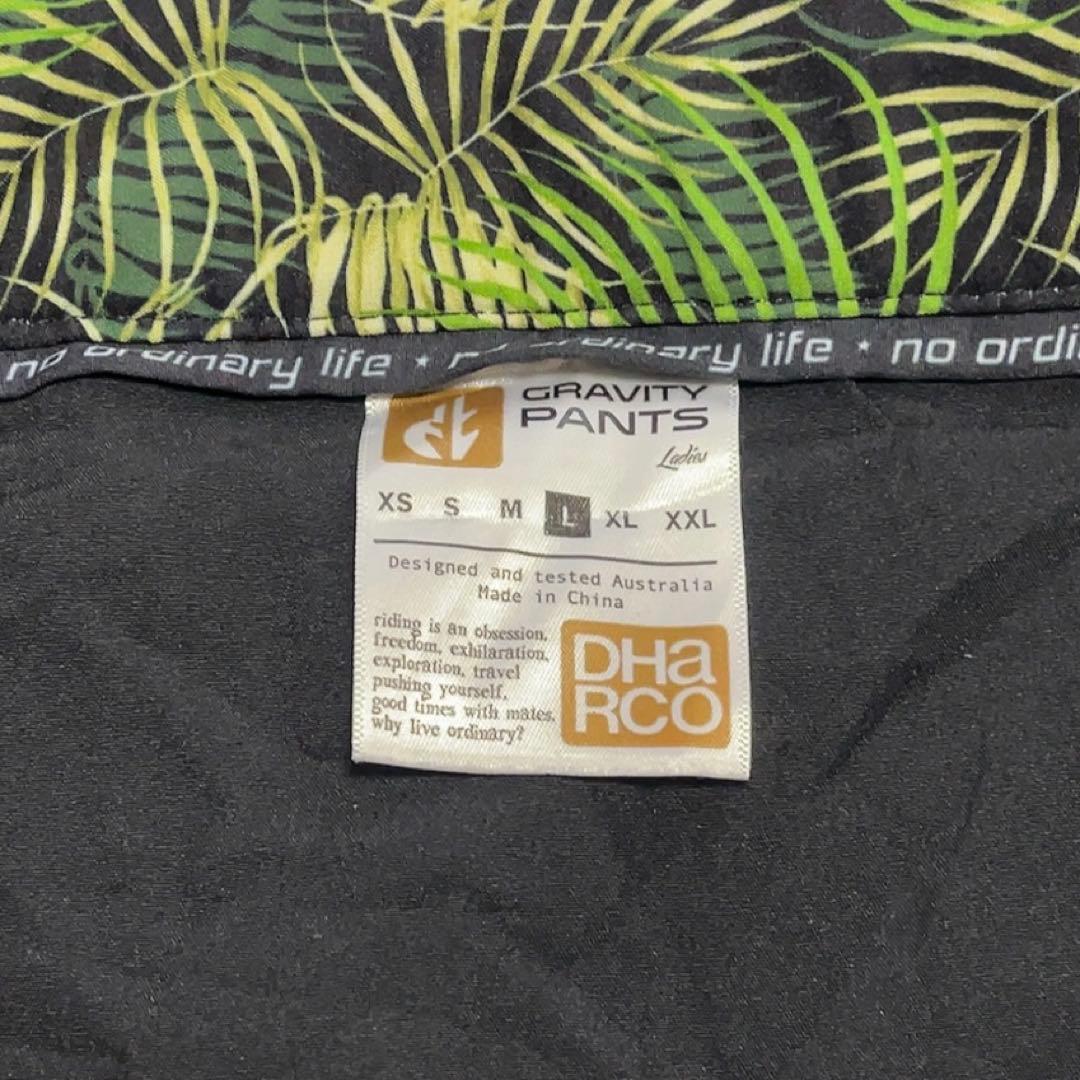 no ordinary life * no ordinary life * no ordi
GRAVITY
PANTS
Ladies
XS S M L XL XXL
Designed and tested Australia
Made in China
riding is an obsession,
freedom, exhilaration,
exploration, travel
pushing yourself,
good times with mates,
why live ordinary?
DHa
RCO